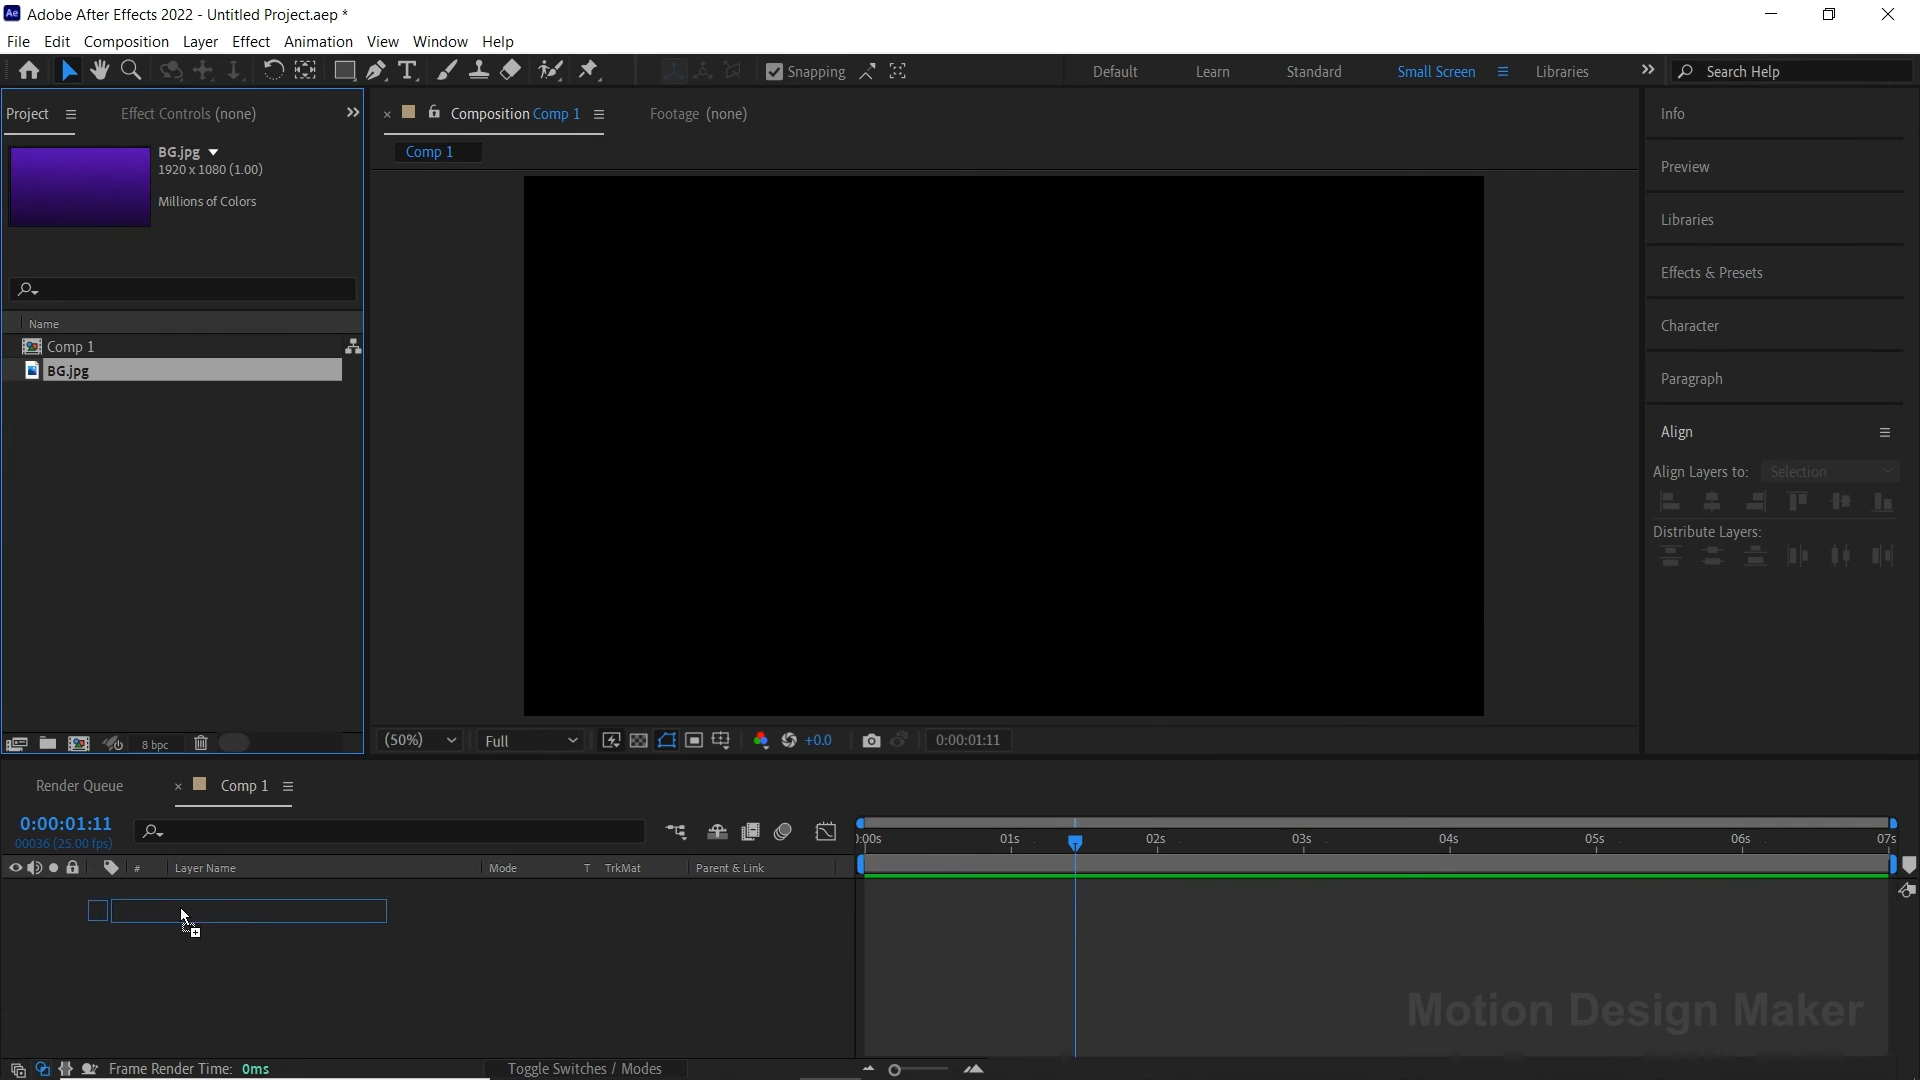 Ae Adobe After Effects 2022 - Untitled Project.aep *
File Edit Composition Layer Effect Animation View Window Help
Snapping Default Learn Standard Small Screen Libraries Search Help
Project Effect Controls (none) Composition Comp 1 Footage (none) Info
BG.jpg
1920 x 1080 (1.00)
Millions of Colors
Comp 1
Preview
Libraries
Effects & Presets
Name
Comp 1
BG.jpg
Character
Paragraph
Align
Align Layers to: Selection
Distribute Layers:
8 bpc (50%) Full +0.0 0:00:01:11
Render Queue Comp 1
0:00:01:11
00036 (25.00 fps)
:00s 01s 02s 03s 04s 05s 06s 07s
# Layer Name Mode T TrkMat Parent & Link
Motion Design Maker
Frame Render Time: 0ms Toggle Switches / Modes